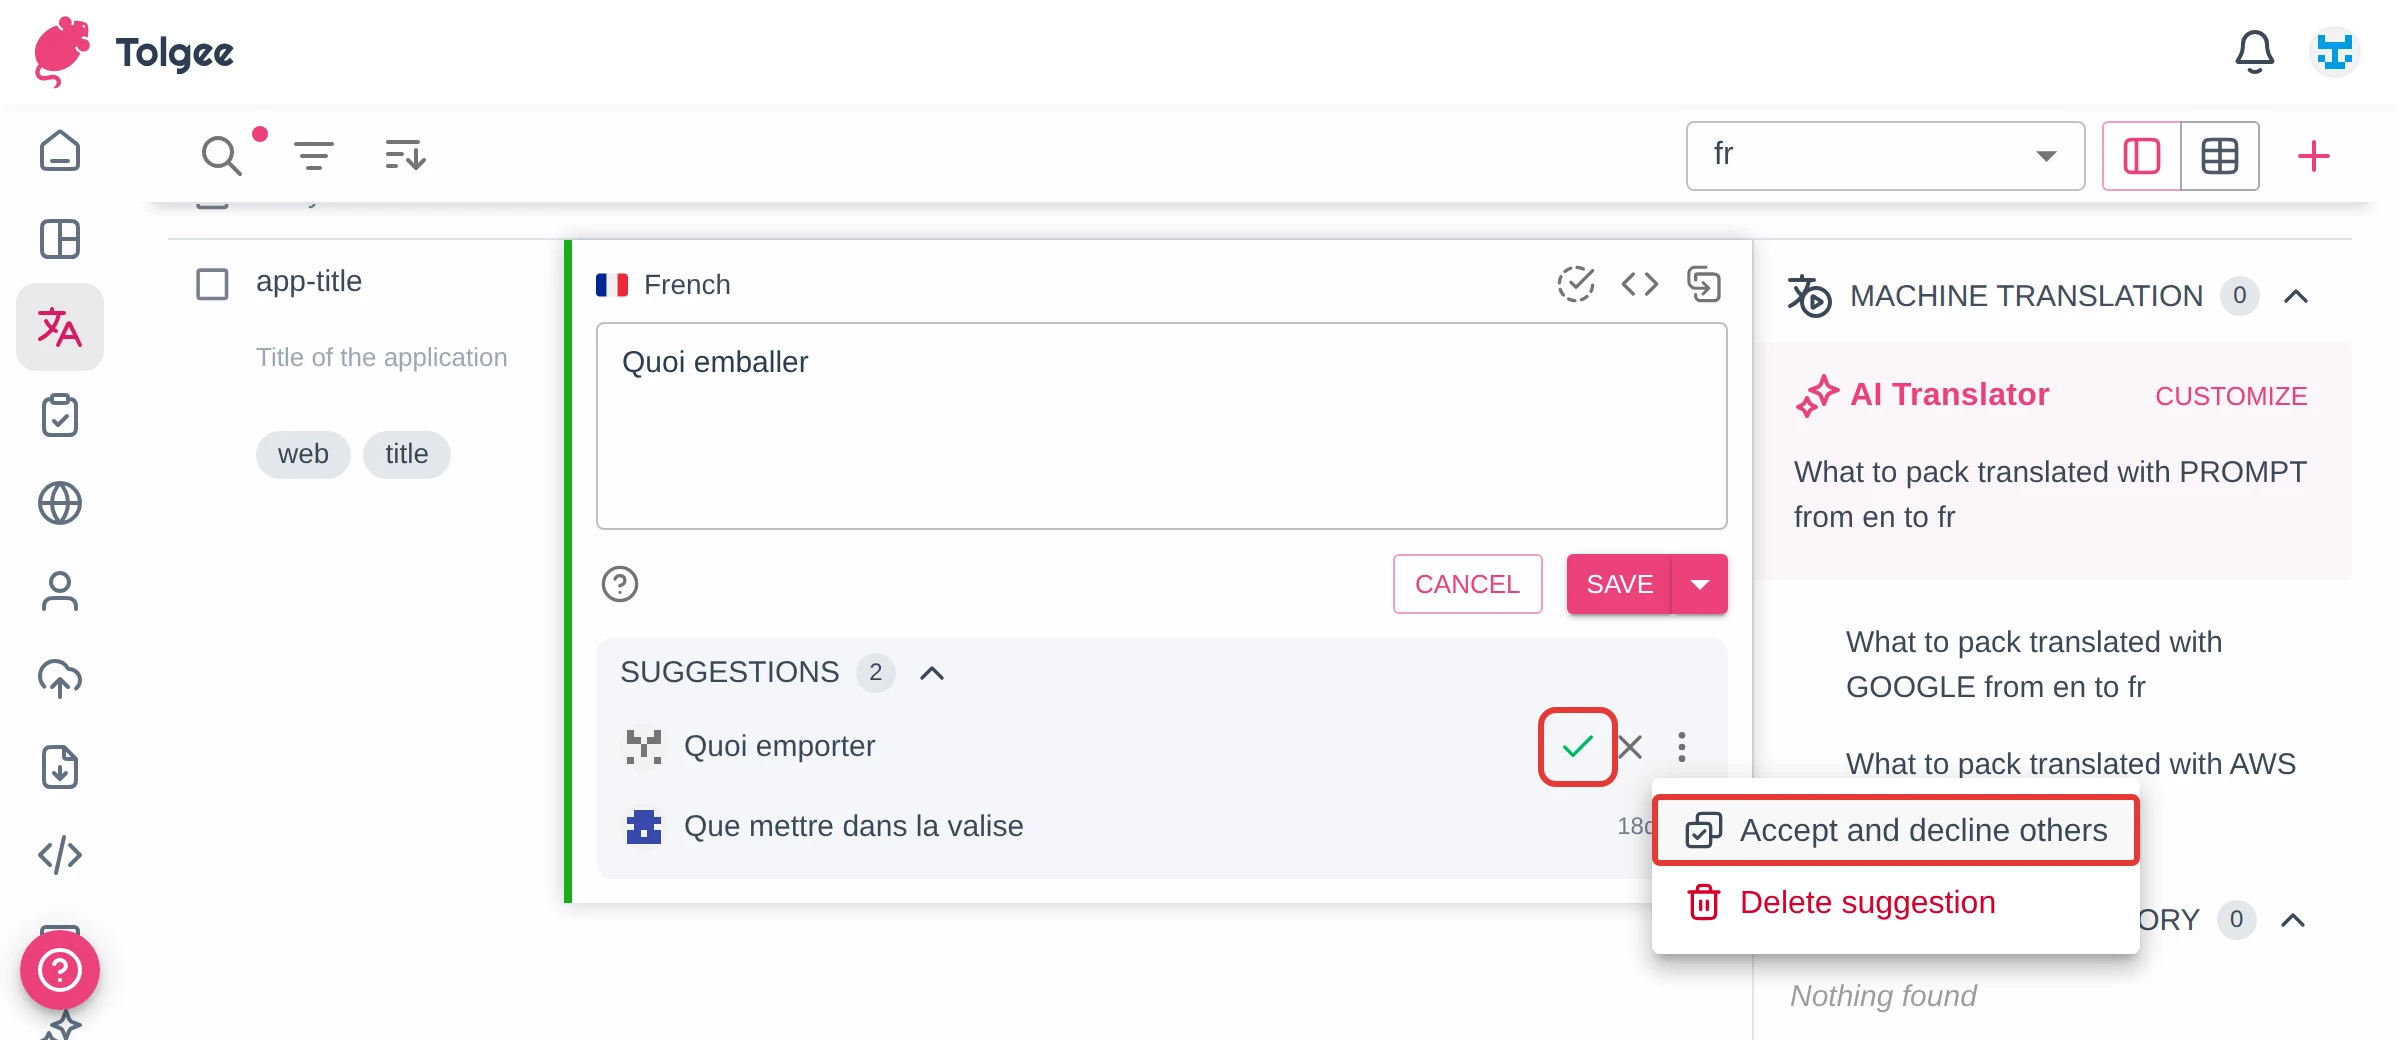 Tolgee
fr
app-title
Title of the application
web
title
French
Quoi emballer
CANCEL
SAVE
SUGGESTIONS 2
Quoi emporter
Que mettre dans la valise
MACHINE TRANSLATION 0
AI Translator
CUSTOMIZE
What to pack translated with PROMPT
from en to fr
What to pack translated with
GOOGLE from en to fr
What to pack translated with AWS
Accept and decline others
Delete suggestion
0
Nothing found